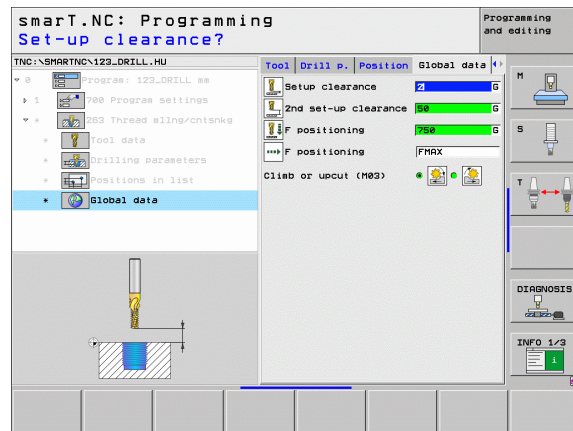 smarT.NC: Programming
Programming and editing
Set-up clearance?
TNC:\SMARTNC\123_DRILL.HU
Tool Drill p. Position Global data
0 Program: 123_DRILL mm
1 700 Program settings
263 Thread mllng/cntsnkg
* Tool data
* Drilling parameters
* Positions in list
* Global data
Setup clearance 2 G
2nd set-up clearance 50 G
F positioning 750 G
F positioning FMAX
Climb or upcut (M03)
M
S
T
DIAGNOSIS
INFO 1/3